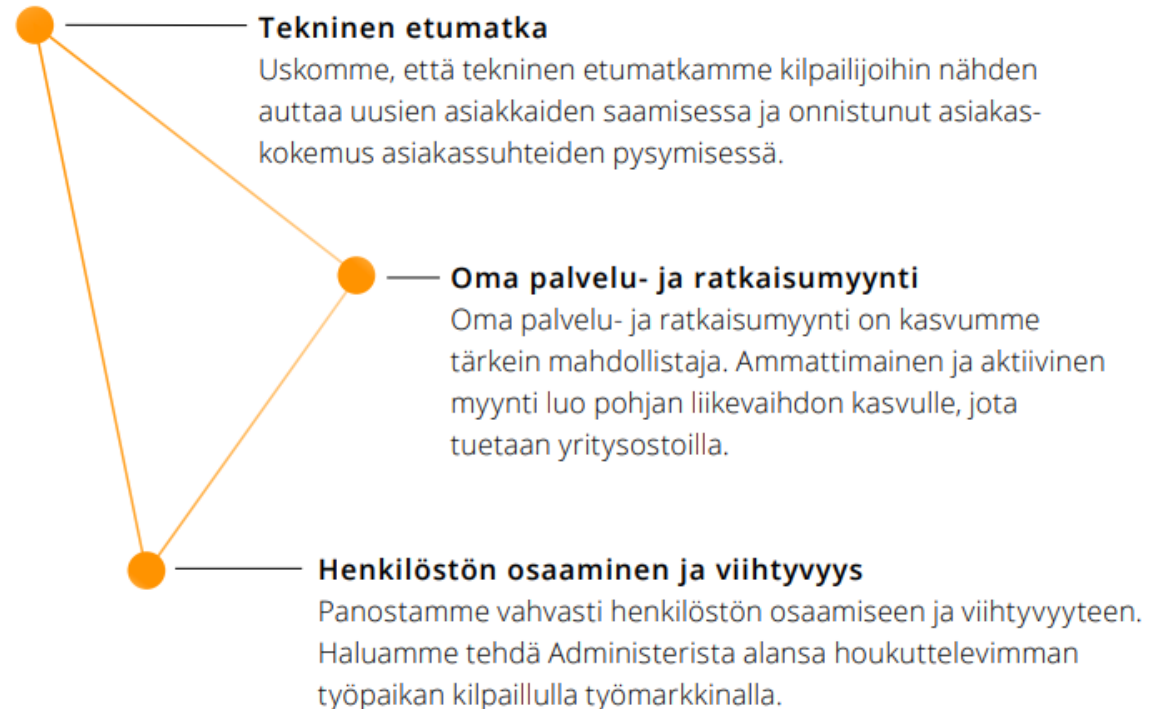 Tekninen etumatka
Uskomme, että tekninen etumatkamme kilpailijoihin nähden
auttaa uusien asiakkaiden saamisessa ja onnistunut asiakas-
kokemus asiakassuhteiden pysymisessä.
Oma palvelu- ja ratkaisumyynti
Oma palvelu- ja ratkaisumyynti on kasvumme
tärkein mahdollistaja. Ammattimainen ja aktiivinen
myynti luo pohjan liikevaihdon kasvulle, jota
tuetaan yritysostoilla.
Henkilöstön osaaminen ja viihtyvyys
Panostamme vahvasti henkilöstön osaamiseen ja viihtyvyyteen.
Haluamme tehdä Administerista alansa houkuttelevimman
työpaikan kilpaillulla työmarkkinalla.